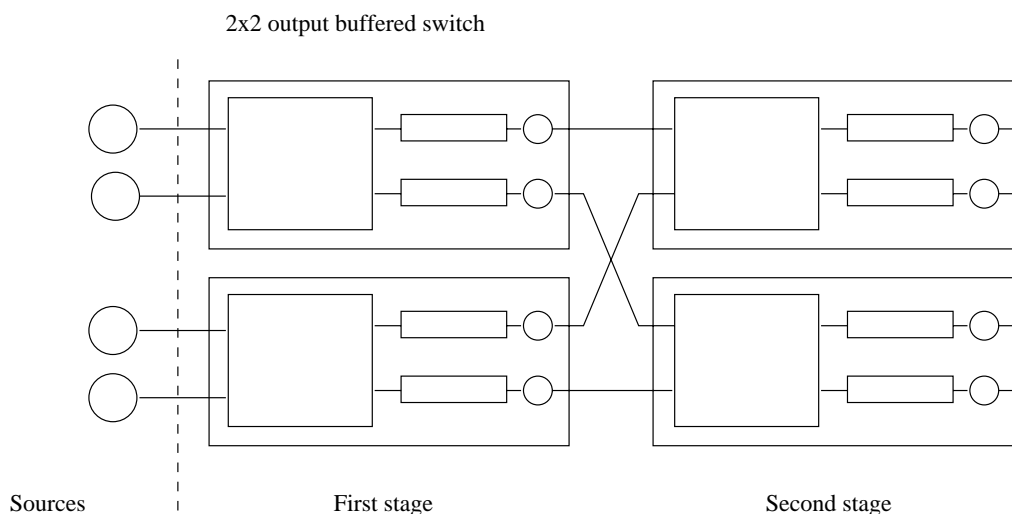 2x2 output buffered switch
Sources
First stage
Second stage